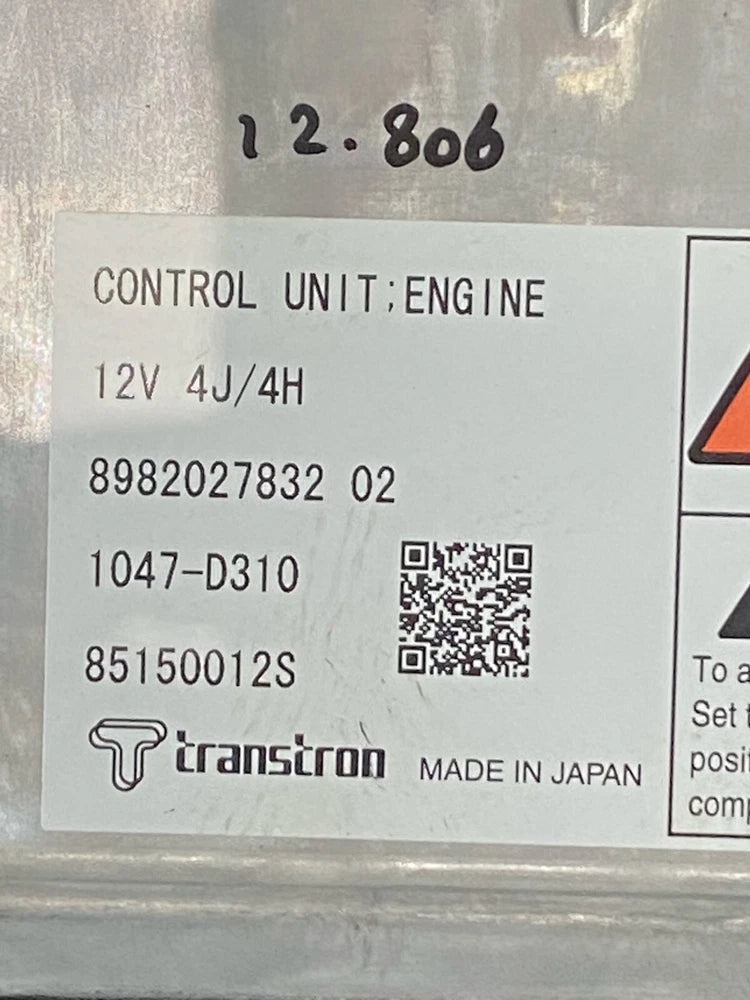 12.806
CONTROL UNIT;ENGINE
12V 4J/4H
8982027832 02
1047-D310
85150012S
transtron MADE IN JAPAN
To a
Set t
posit
comp